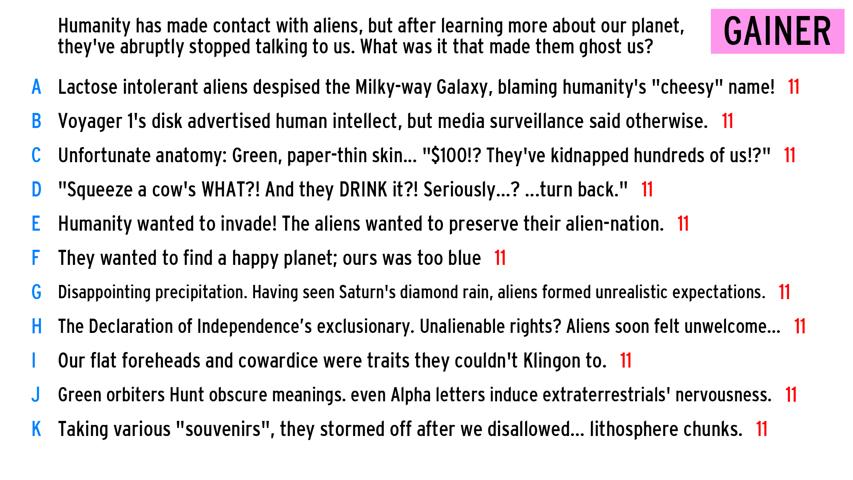 Humanity has made contact with aliens, but after learning more about our planet,
they've abruptly stopped talking to us. What was it that made them ghost us?
GAINER
A Lactose intolerant aliens despised the Milky-way Galaxy, blaming humanity's "cheesy" name! 11
B Voyager 1's disk advertised human intellect, but media surveillance said otherwise. 11
C Unfortunate anatomy: Green, paper-thin skin... "$100!? They've kidnapped hundreds of us!?" 11
D "Squeeze a cow's WHAT?! And they DRINK it?! Seriously...? ...turn back." 11
E Humanity wanted to invade! The aliens wanted to preserve their alien-nation. 11
F They wanted to find a happy planet; ours was too blue 11
G Disappointing precipitation. Having seen Saturn's diamond rain, aliens formed unrealistic expectations. 11
H The Declaration of Independence’s exclusionary. Unalienable rights? Aliens soon felt unwelcome... 11
I Our flat foreheads and cowardice were traits they couldn't Klingon to. 11
J Green orbiters Hunt obscure meanings. even Alpha letters induce extraterrestrials' nervousness. 11
K Taking various "souvenirs", they stormed off after we disallowed... lithosphere chunks. 11